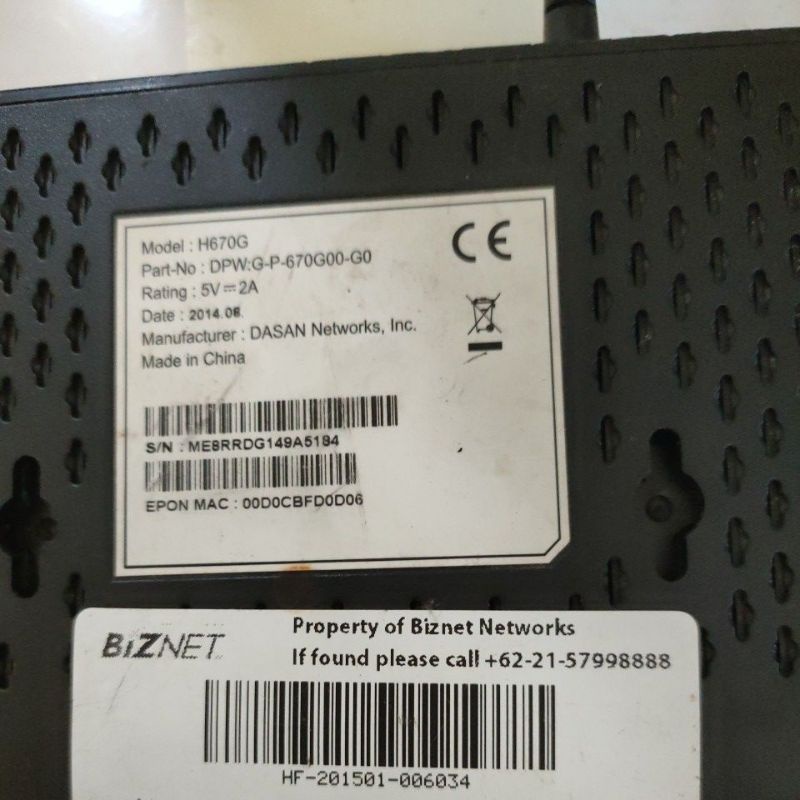 Model : H670G
Part-No : DPW:G-P-670G00-G0
Rating : 5V⎓2A
Date : 2014.08.
Manufacturer : DASAN Networks, Inc.
Made in China
CE
S/N : ME8RRDG149A5184
EPON MAC : 00D0CBFD0D06
BiZNET
Property of Biznet Networks
If found please call +62-21-57998888
HF-201501-006034